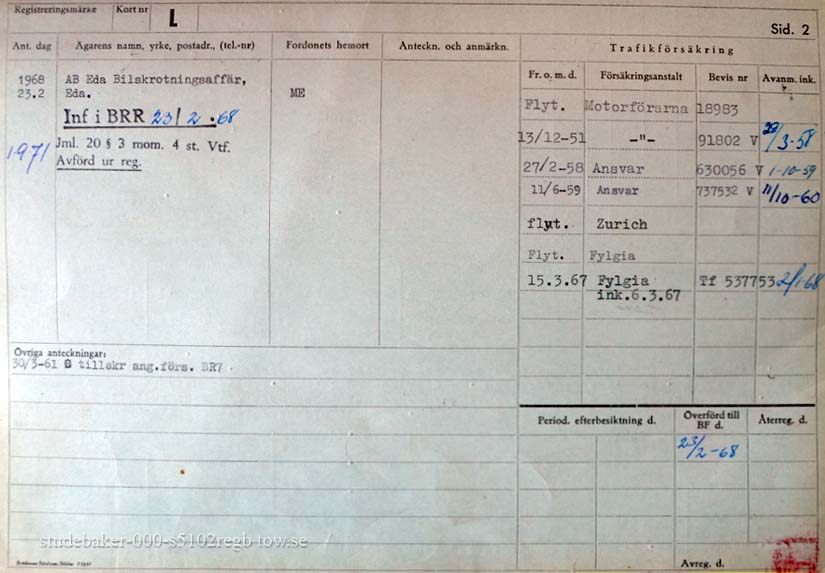 Registreringsmärke Kort nr L Sid. 2
Ant. dag Ägarens namn, yrke, postadr., (tel.-nr) Fordonets hemort Anteckn. och anmärkn.
1968 AB Eda Bilskrotningsaffär,
23.2 Eda. ME
Inf i BRR 23/2.68
1971 Jml. 20 § 3 mom. 4 st. Vtf.
Avförd ur reg.
Trafikförsäkring
Fr. o. m. d. Försäkringsanstalt Bevis nr Avanm. ink.
Flyt. Motorförarna 18983
13/12-51 -"- 91802 V 22/3-58
27/2-58 Ansvar 630056 V 1-10-59
11/6-59 Ansvar 737532 V 11/10-60
flyt. Zurich
Flyt. Fylgia
15.3.67 Fylgia Tf 537753 2/1-68
ink.6.3.67
Övriga anteckningar:
30/3-61 G tillskr ang.förs. BR7
Period. efterbesiktning d. Överförd till BF d. Återreg. d.
23/2-68
Avreg. d.
studebaker-000-s5102regb-tow.se /